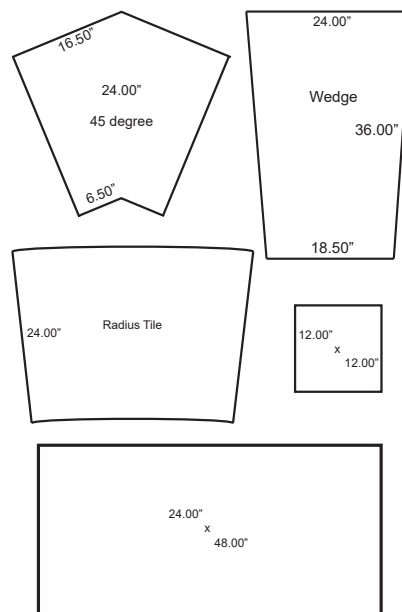 16.50”
24.00”
45 degree
6.50”
24.00”
Wedge
36.00”
18.50”
24.00”
Radius Tile
12.00”
x
12.00”
24.00”
x
48.00”